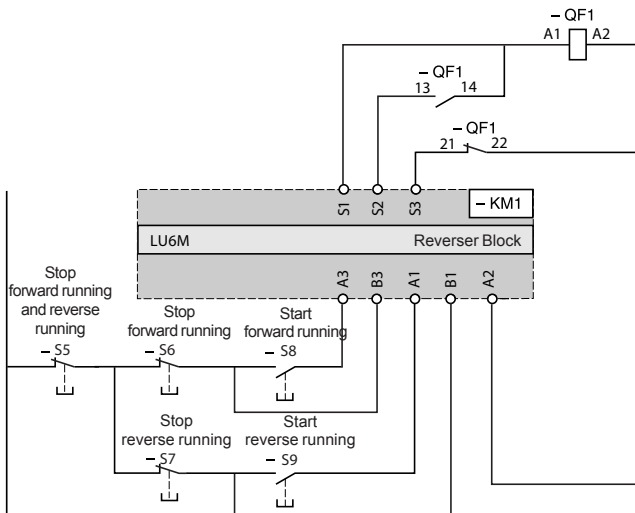 – QF1
A1 A2
– QF1
13 14
– QF1
21 22
S1 S2 S3
– KM1
LU6M Reverser Block
A3 B3 A1 B1 A2
Stop
forward running
and reverse
running
– S5
Stop
forward running
– S6
Start
forward running
– S8
Stop
reverse running
– S7
Start
reverse running
– S9